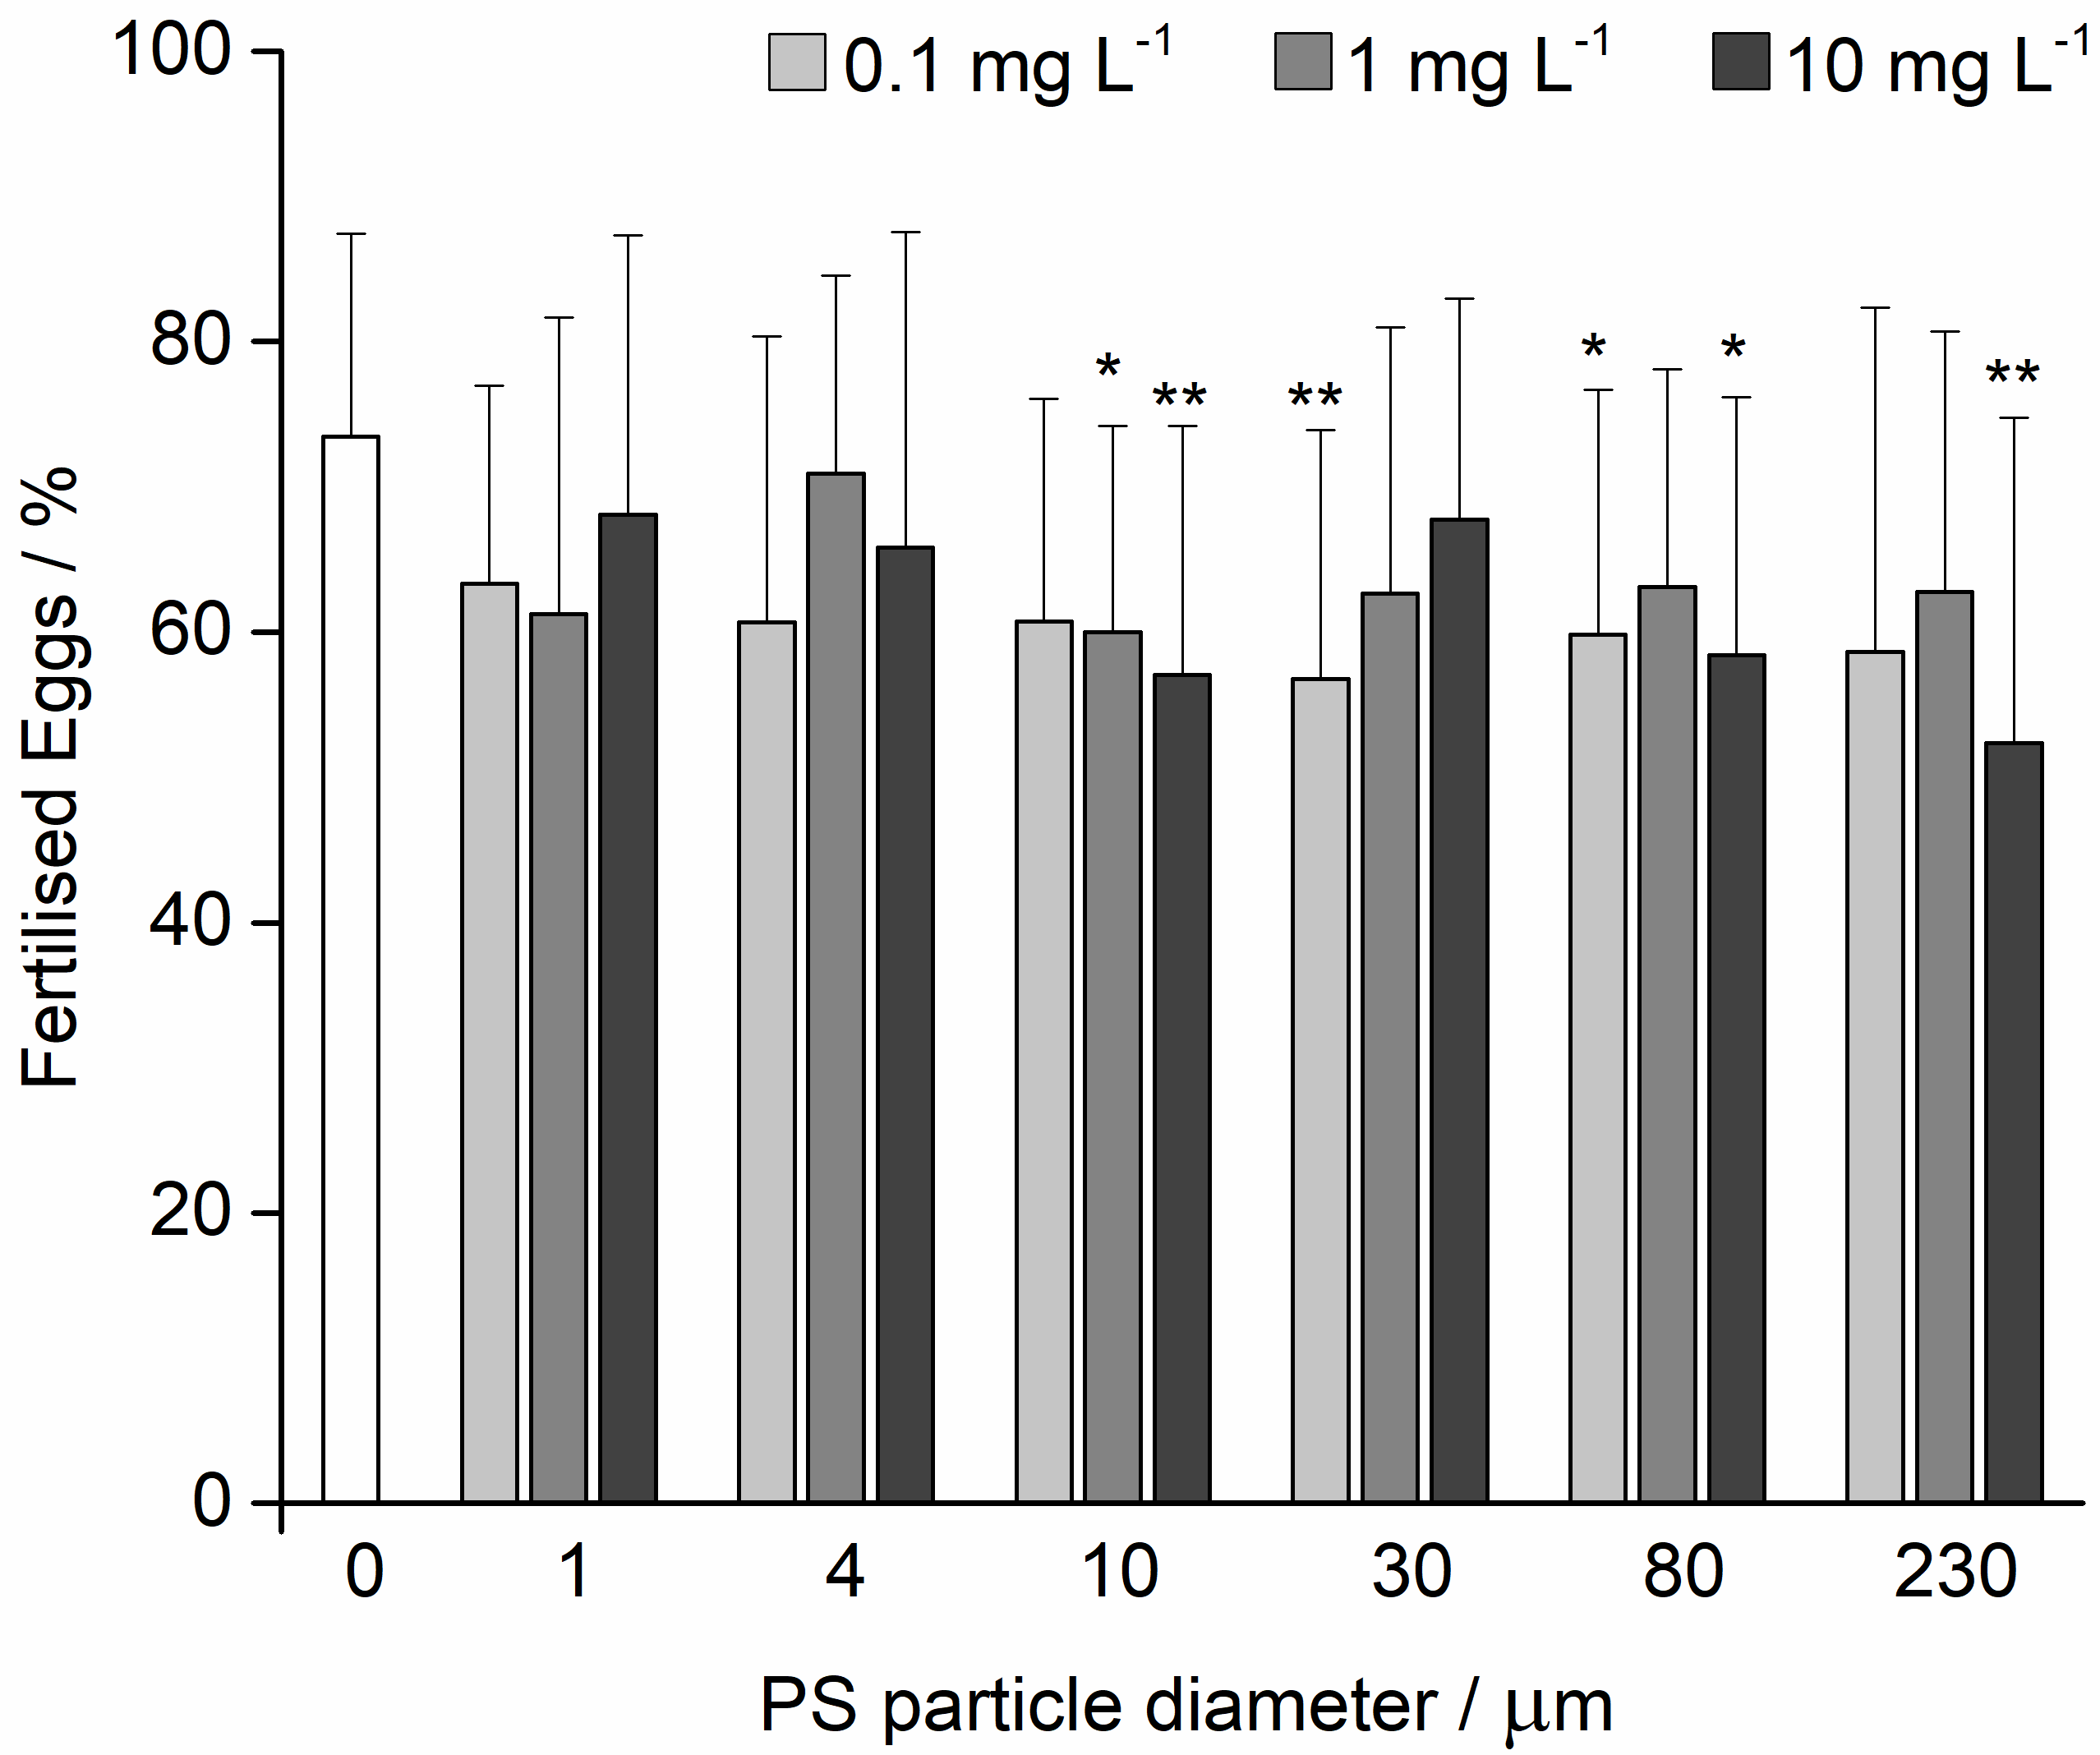 0.1 mg L⁻¹ 1 mg L⁻¹ 10 mg L⁻¹
Fertilised Eggs / %
100
80
60
40
20
0
* ** ** * * **
0 1 4 10 30 80 230
PS particle diameter / μm